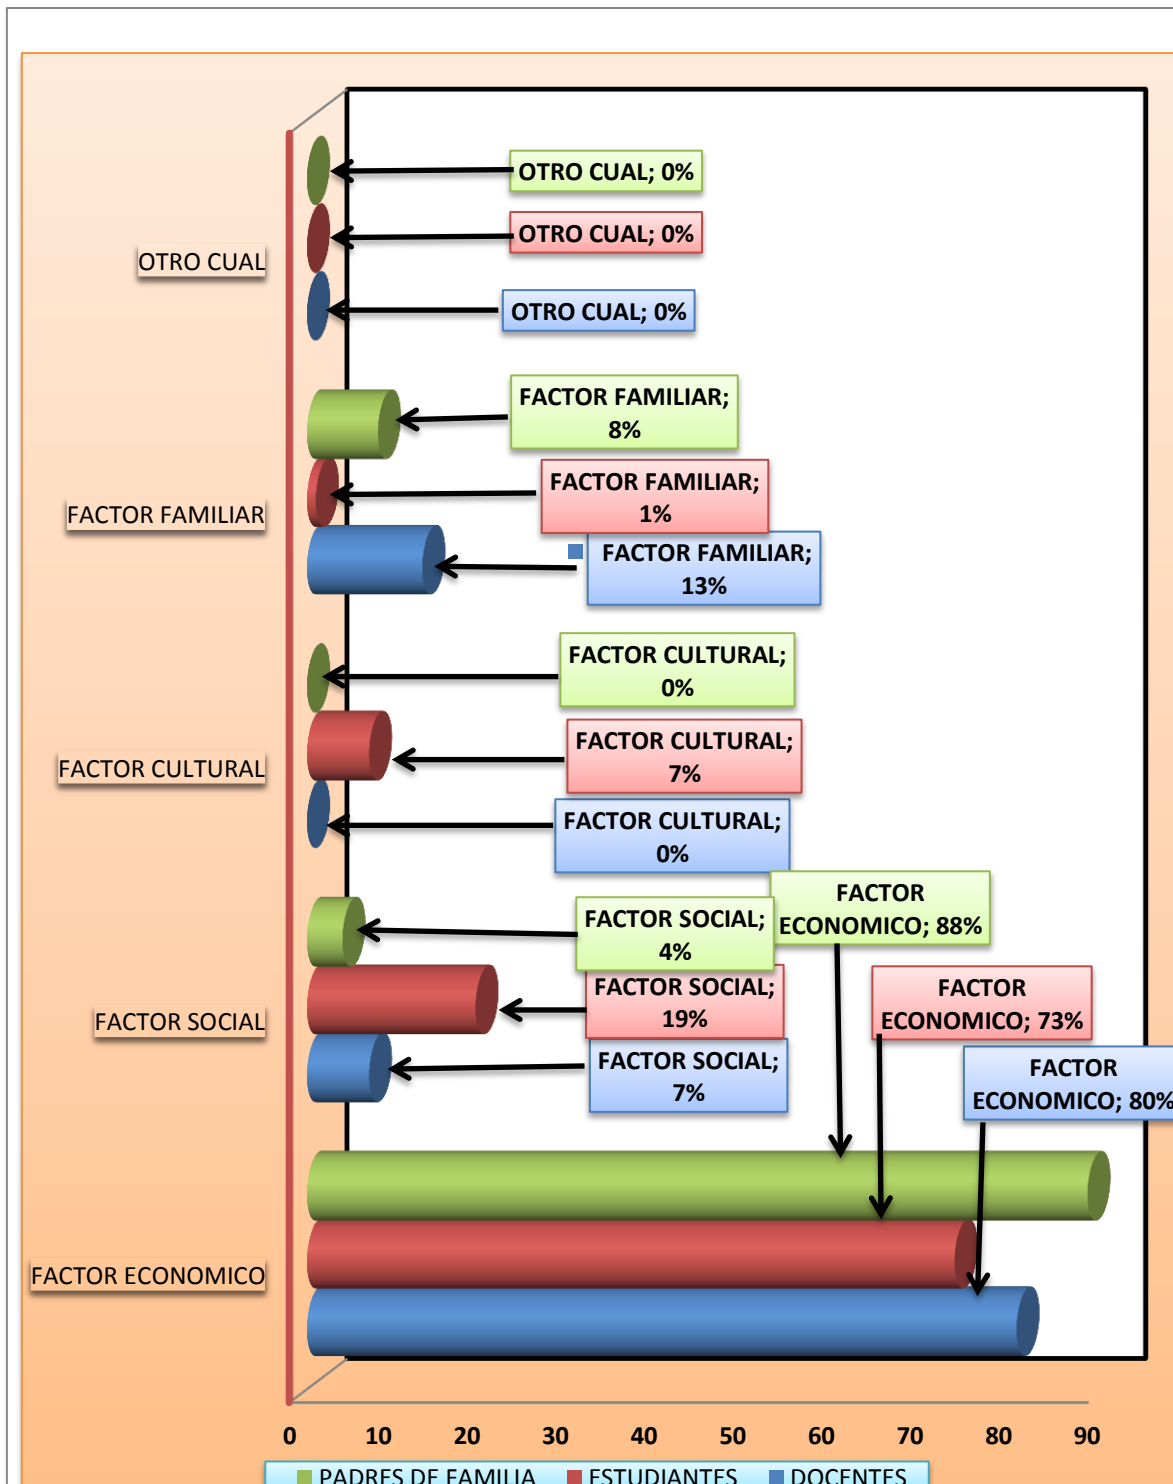 OTRO CUAL; 0%
OTRO CUAL; 0%
OTRO CUAL
OTRO CUAL; 0%
FACTOR FAMILIAR;
8%
FACTOR FAMILIAR;
1%
FACTOR FAMILIAR
FACTOR FAMILIAR;
13%
FACTOR CULTURAL;
0%
FACTOR CULTURAL;
7%
FACTOR CULTURAL
FACTOR CULTURAL;
0%
FACTOR
ECONOMICO; 88%
FACTOR SOCIAL;
4%
FACTOR SOCIAL;
19%
FACTOR
ECONOMICO; 73%
FACTOR SOCIAL
FACTOR SOCIAL;
7%
FACTOR
ECONOMICO; 80%
FACTOR ECONOMICO
0 10 20 30 40 50 60 70 80 90
PADRES DE FAMILIA ESTUDIANTES DOCENTES